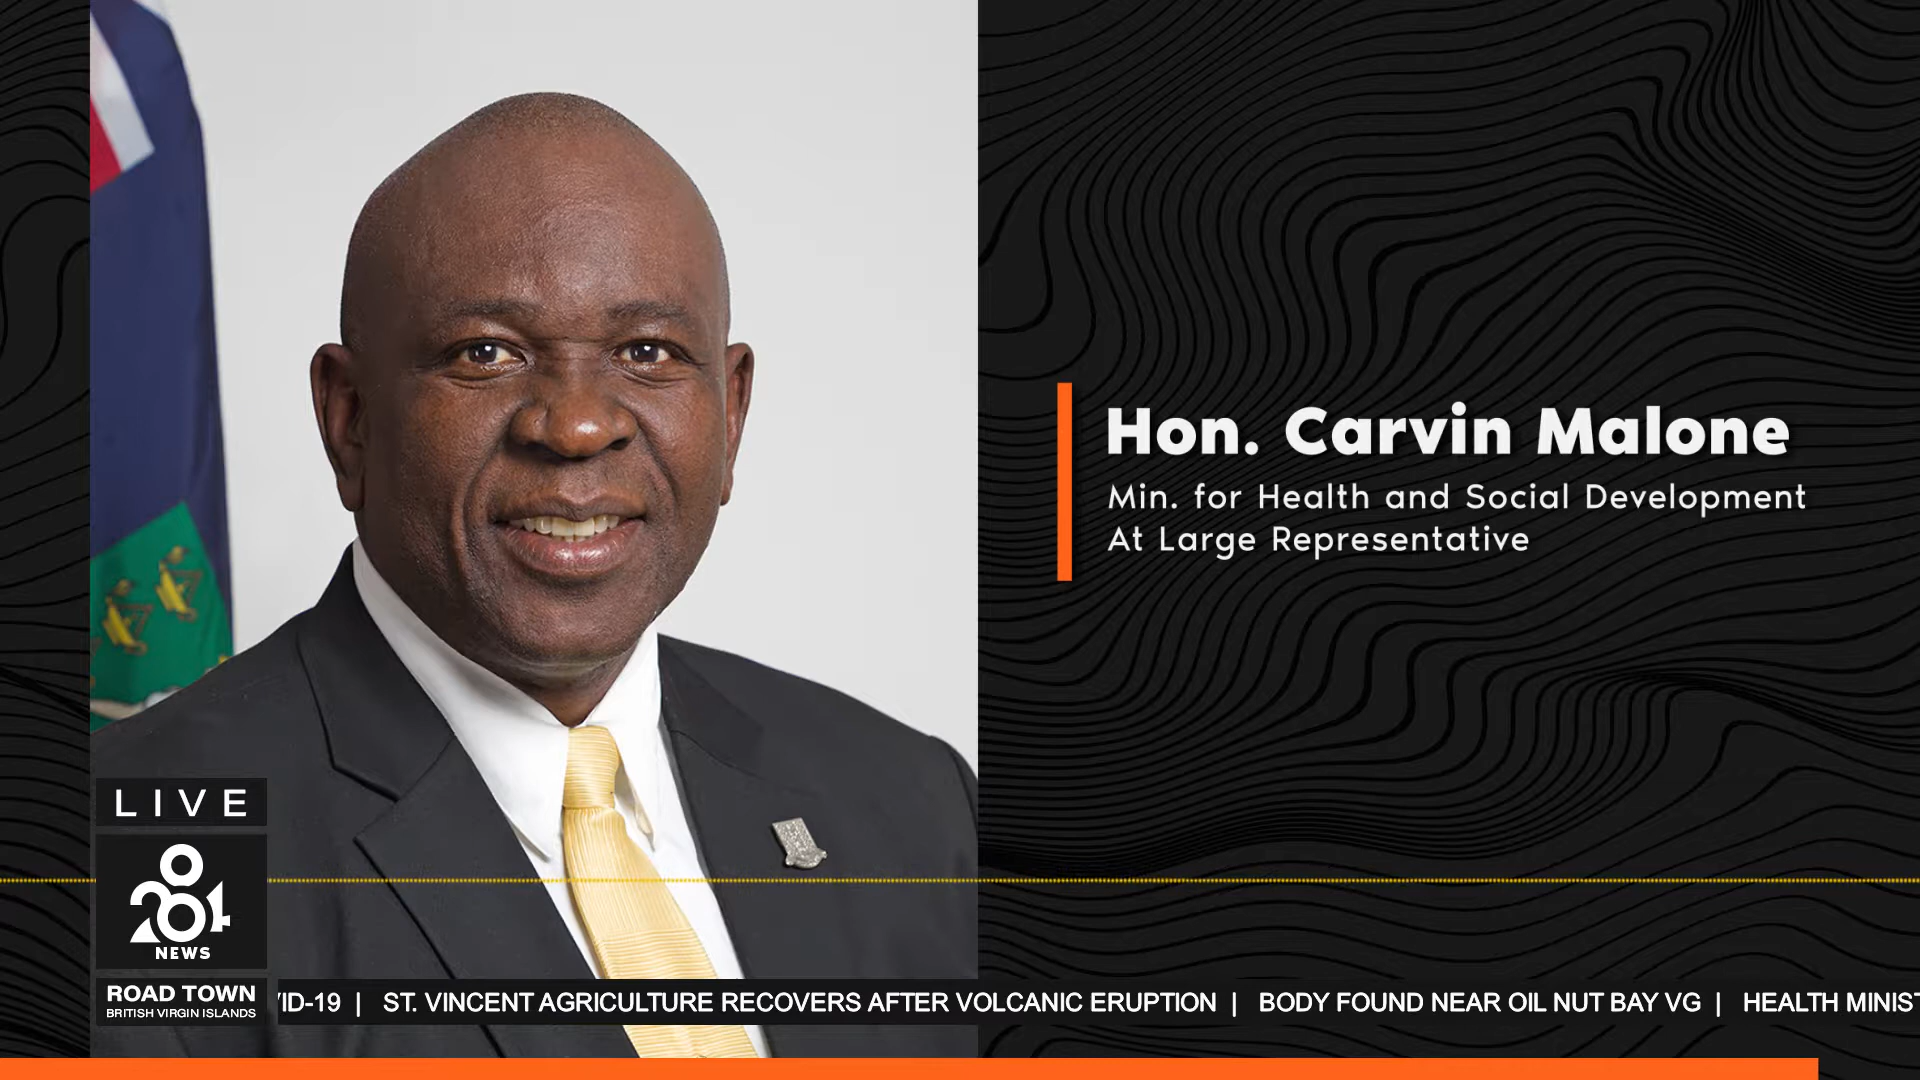 Hon. Carvin Malone
Min. for Health and Social Development
At Large Representative
LIVE
284
NEWS
ROAD TOWN
BRITISH VIRGIN ISLANDS
ID-19 | ST. VINCENT AGRICULTURE RECOVERS AFTER VOLCANIC ERUPTION | BODY FOUND NEAR OIL NUT BAY VG | HEALTH MINIS